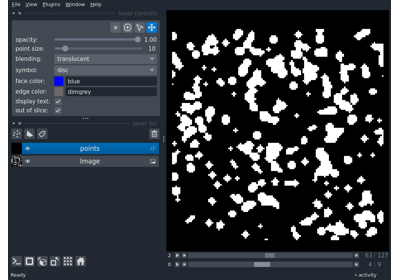 File View Plugins Window Help
layer controls
opacity: 1.00
point size: 10
blending: translucent
symbol: disc
face color: blue
edge color: dimgrey
display text:
out of slice:
layer list
points
Image
2 63 127
0 4 9
Ready activity